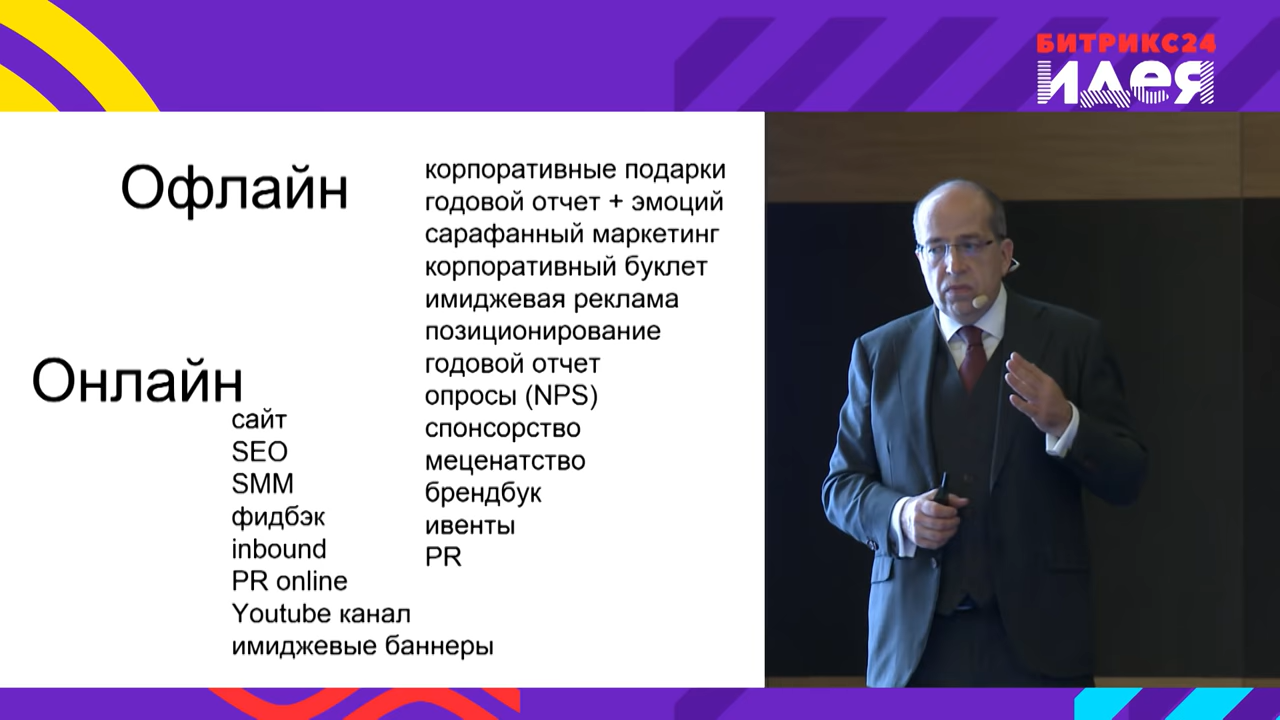 БИТРИКС24
идея
Офлайн
корпоративные подарки
годовой отчет + эмоций
сарафанный маркетинг
корпоративный буклет
имиджевая реклама
позиционирование
годовой отчет
опросы (NPS)
спонсорство
меценатство
брендбук
ивенты
PR
Онлайн
сайт
SEO
SMM
фидбэк
inbound
PR online
Youtube канал
имиджевые баннеры